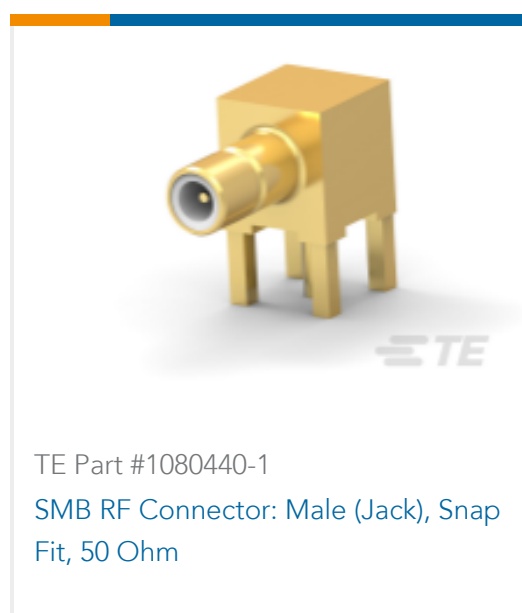 TE
TE Part #1080440-1
SMB RF Connector: Male (Jack), Snap
Fit, 50 Ohm